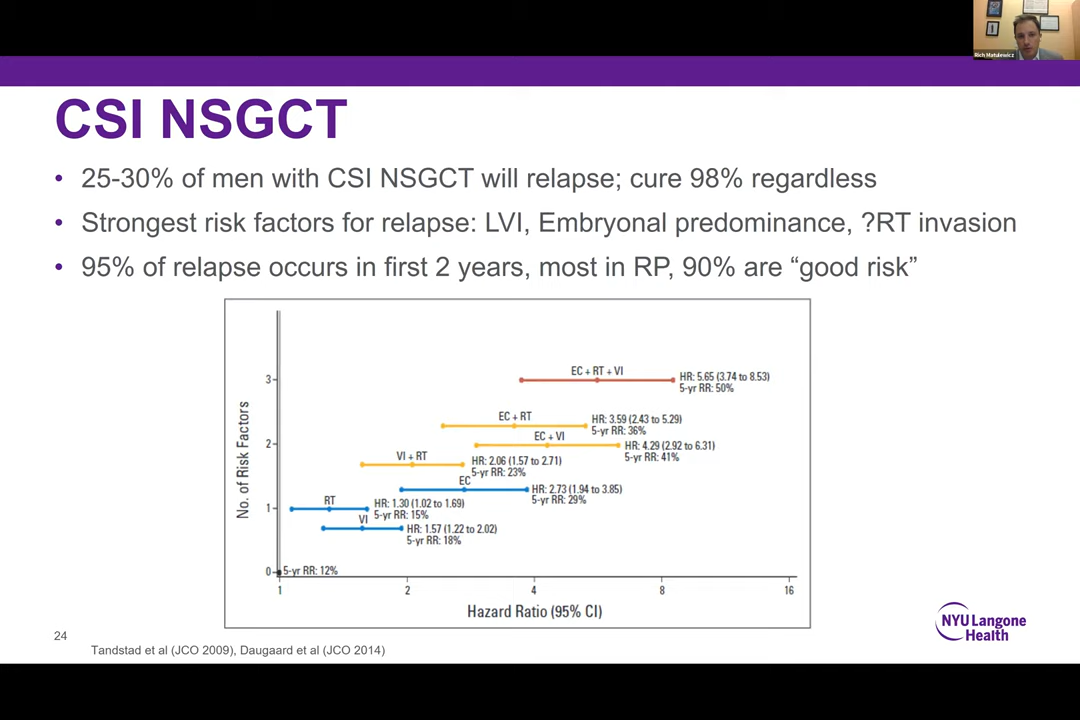 Rich Matulewicz
CSI NSGCT
• 25-30% of men with CSI NSGCT will relapse; cure 98% regardless
• Strongest risk factors for relapse: LVI, Embryonal predominance, ?RT invasion
• 95% of relapse occurs in first 2 years, most in RP, 90% are “good risk”
No. of Risk Factors
3
EC + RT + VI
HR: 5.65 (3.74 to 8.53)
5-yr RR: 50%
EC + RT
HR: 3.59 (2.43 to 5.29)
5-yr RR: 36%
2
EC + VI
HR: 4.29 (2.92 to 6.31)
5-yr RR: 41%
VI + RT
HR: 2.06 (1.57 to 2.71)
5-yr RR: 23%
EC
HR: 2.73 (1.94 to 3.85)
5-yr RR: 29%
1
RT
HR: 1.30 (1.02 to 1.69)
5-yr RR: 15%
VI
HR: 1.57 (1.22 to 2.02)
5-yr RR: 18%
0
5-yr RR: 12%
1 2 4 8 16
Hazard Ratio (95% CI)
NYU Langone
Health
24
Tandstad et al (JCO 2009), Daugaard et al (JCO 2014)